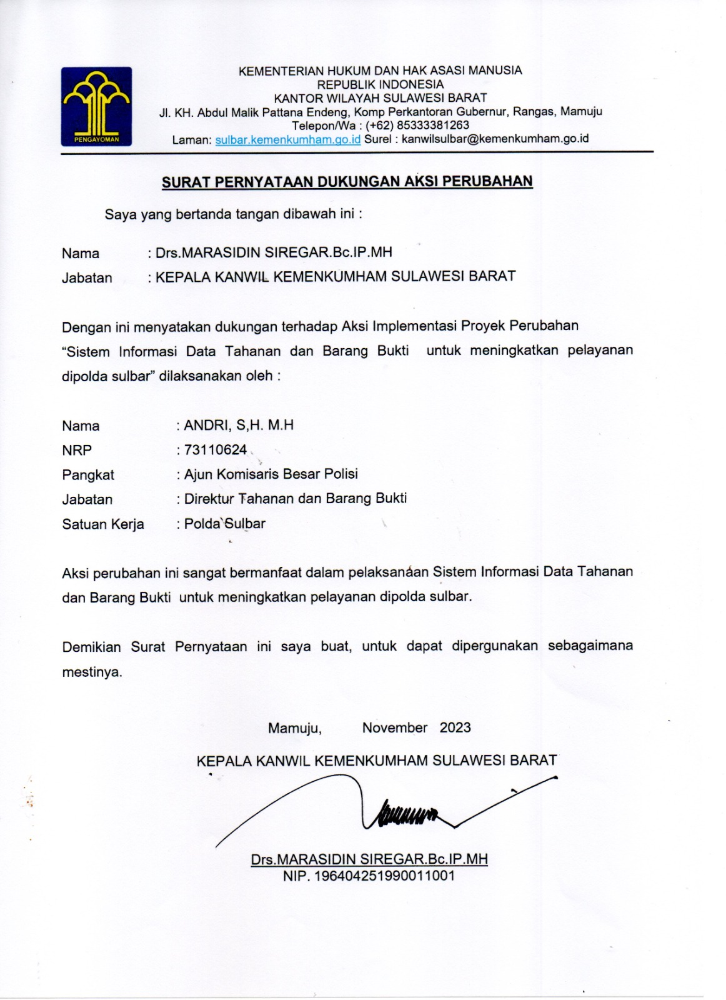 PENGAYOMAN
KEMENTERIAN HUKUM DAN HAK ASASI MANUSIA
REPUBLIK INDONESIA
KANTOR WILAYAH SULAWESI BARAT
Jl. KH. Abdul Malik Pattana Endeng, Komp Perkantoran Gubernur, Rangas, Mamuju
Telepon/Wa : (+62) 85333381263
Laman: sulbar.kemenkumham.go.id Surel : kanwilsulbar@kemenkumham.go.id
SURAT PERNYATAAN DUKUNGAN AKSI PERUBAHAN
Saya yang bertanda tangan dibawah ini :
Nama : Drs.MARASIDIN SIREGAR.Bc.IP.MH
Jabatan : KEPALA KANWIL KEMENKUMHAM SULAWESI BARAT
Dengan ini menyatakan dukungan terhadap Aksi Implementasi Proyek Perubahan
“Sistem Informasi Data Tahanan dan Barang Bukti untuk meningkatkan pelayanan
dipolda sulbar” dilaksanakan oleh :
Nama : ANDRI, S,H. M.H
NRP : 73110624
Pangkat : Ajun Komisaris Besar Polisi
Jabatan : Direktur Tahanan dan Barang Bukti
Satuan Kerja : Polda Sulbar
Aksi perubahan ini sangat bermanfaat dalam pelaksanaan Sistem Informasi Data Tahanan
dan Barang Bukti untuk meningkatkan pelayanan dipolda sulbar.
Demikian Surat Pernyataan ini saya buat, untuk dapat dipergunakan sebagaimana
mestinya.
Mamuju, November 2023
KEPALA KANWIL KEMENKUMHAM SULAWESI BARAT
Drs.MARASIDIN SIREGAR.Bc.IP.MH
NIP. 196404251990011001